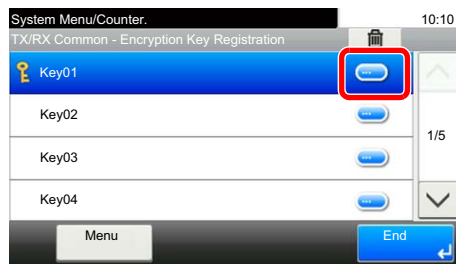 System Menu/Counter.
10:10
TX/RX Common - Encryption Key Registration
Key01
Key02
1/5
Key03
Key04
Menu
End